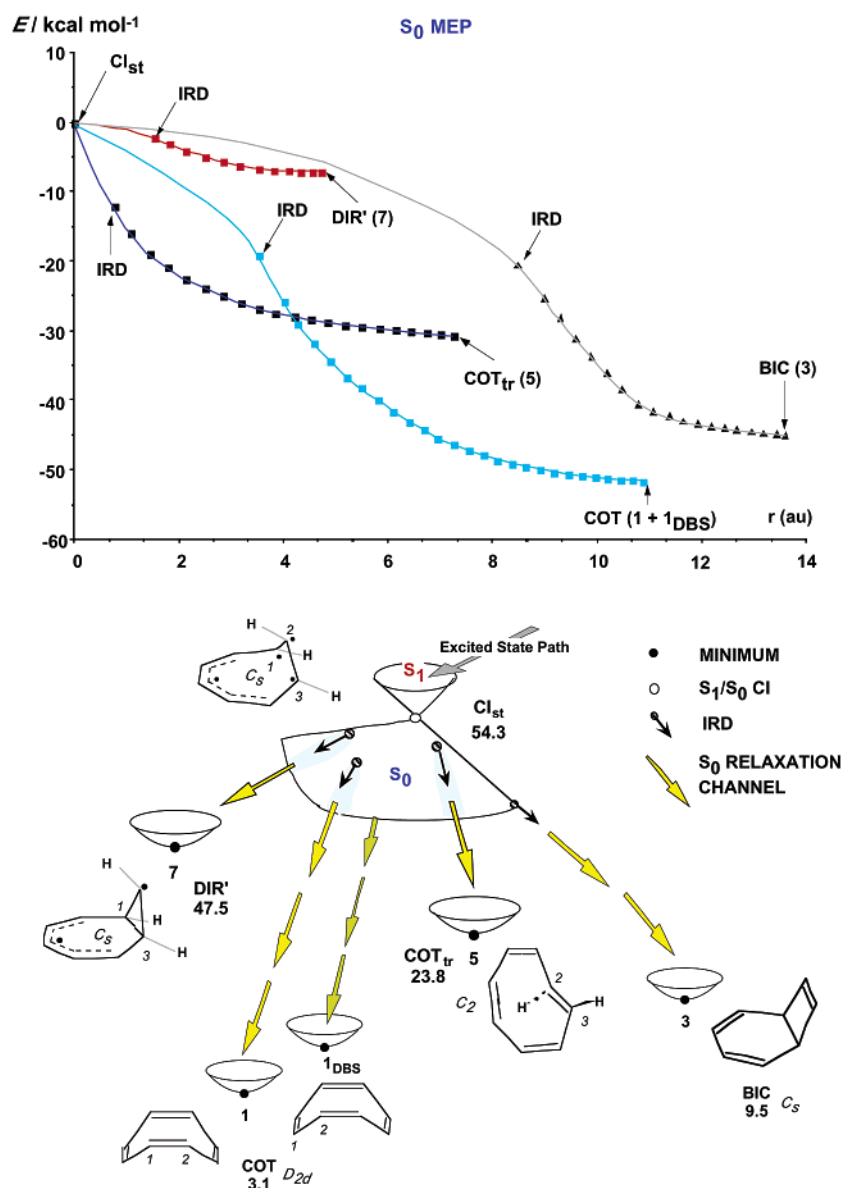 E / kcal mol-1
S0 MEP
10
0
-10
-20
-30
-40
-50
-60
CIst
IRD
DIR' (7)
IRD
IRD
IRD
COTtr (5)
BIC (3)
COT (1 + 1DBS)
r (au)
0 2 4 6 8 10 12 14
H
2
H
1
Cs
3
H
Excited State Path
S1
CIst
54.3
S0
MINIMUM
S1/S0 CI
IRD
S0 RELAXATION
CHANNEL
7
DIR'
47.5
H
1
H
Cs
3
H
COTtr
23.8
5
C2
2
H
H
3
3
BIC
9.5 Cs
1DBS
1
1 2
1 2
COT D2d
3.1